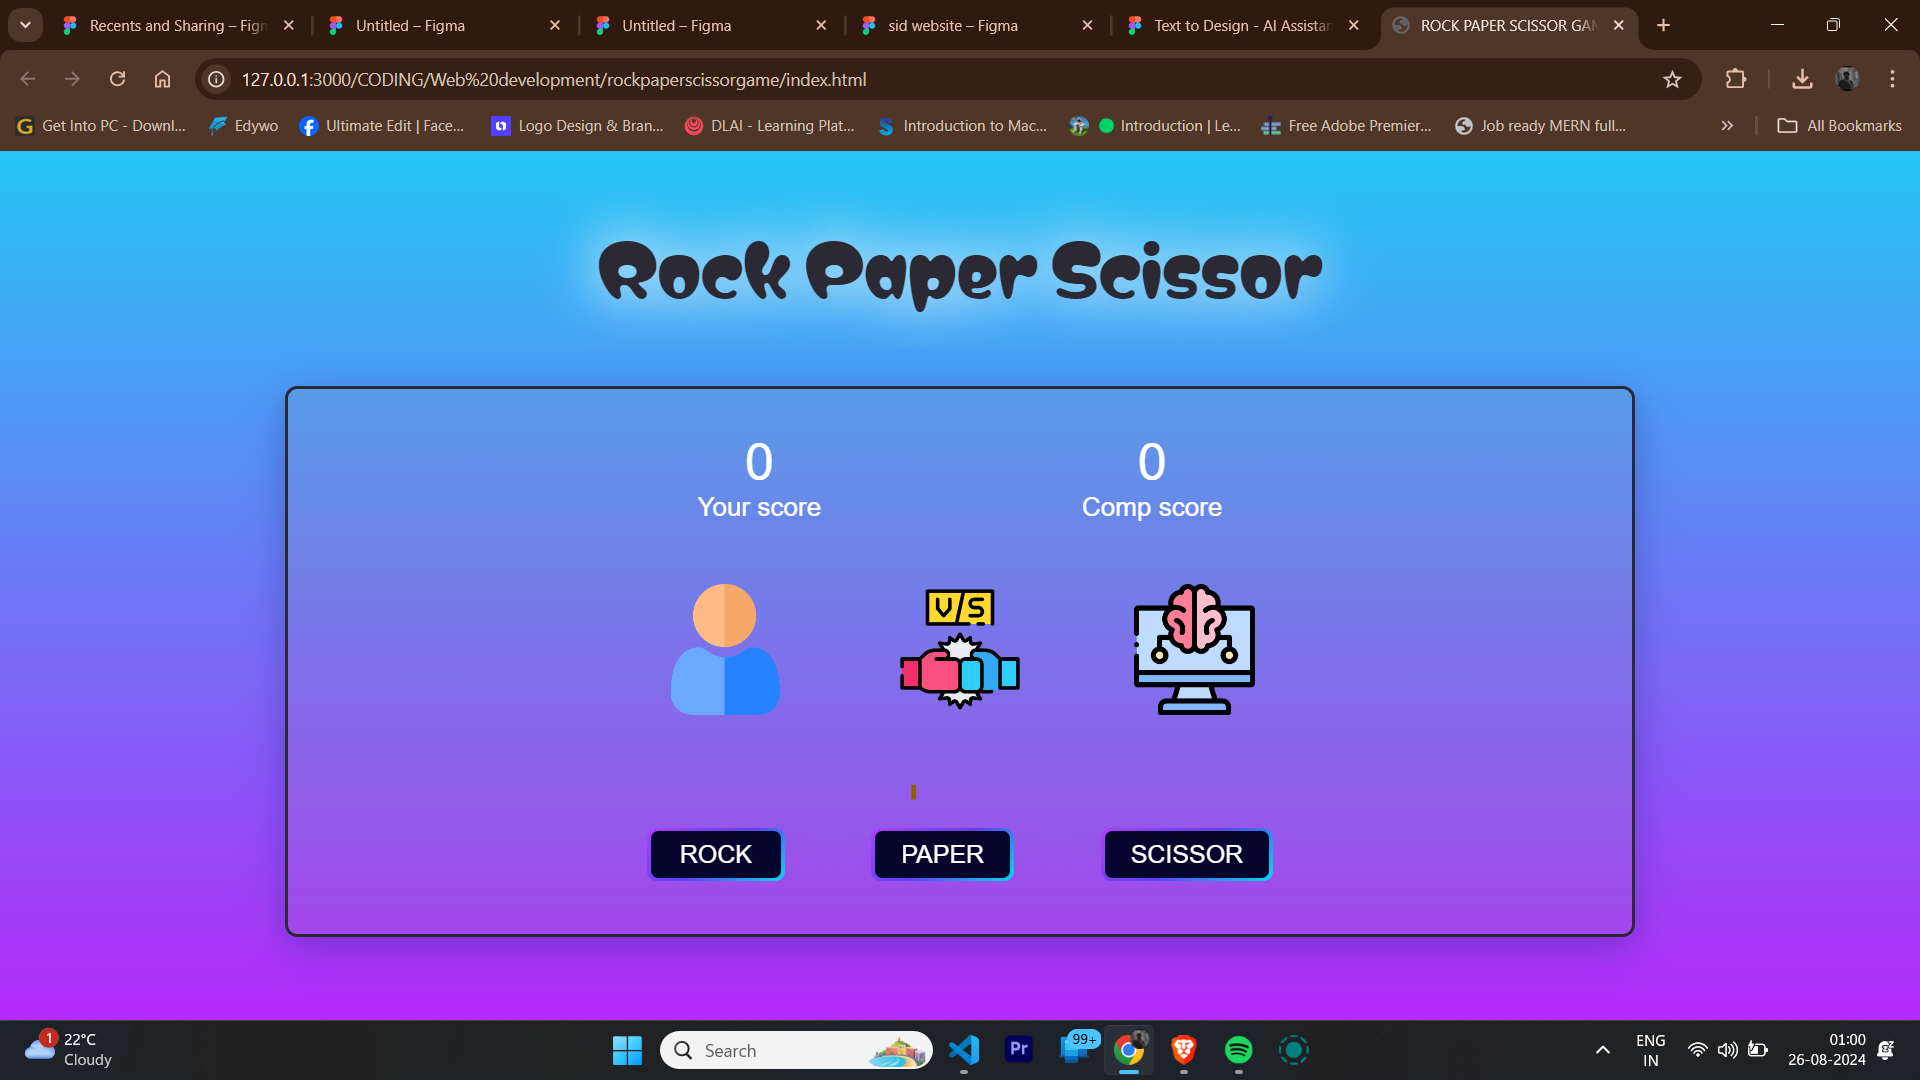 Recents and Sharing – Fig
Untitled – Figma
Untitled – Figma
sid website – Figma
Text to Design - AI Assistan
ROCK PAPER SCISSOR GAM
127.0.0.1:3000/CODING/Web%20development/rockpaperscissorgame/index.html
G Get Into PC - Downl...
Edywo
Ultimate Edit | Face...
Logo Design & Bran...
DLAI - Learning Plat...
Introduction to Mac...
Introduction | Le...
Free Adobe Premier...
Job ready MERN full...
All Bookmarks
Rock Paper Scissor
0
0
Your score
Comp score
V/S
ROCK
PAPER
SCISSOR
1
22°C
Cloudy
Search
Pr
99+
ENG
IN
01:00
26-08-2024